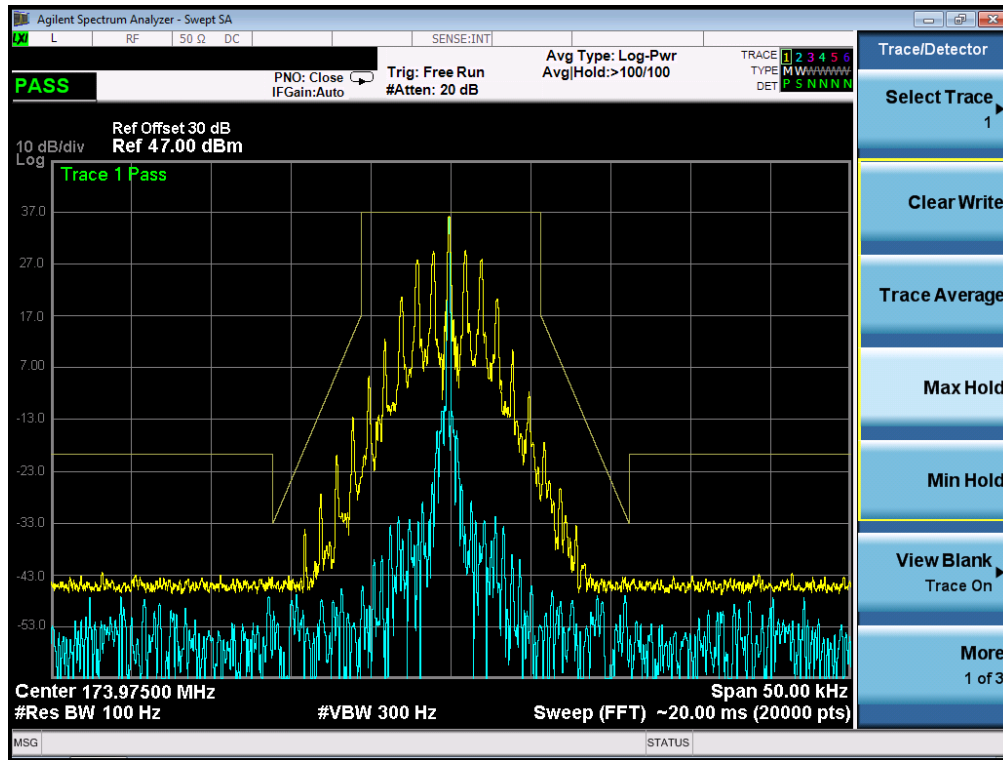 Agilent Spectrum Analyzer - Swept SA
LXI L RF 50 Ω DC SENSE:INT
PASS
PNO: Close
IFGain:Auto
Trig: Free Run
#Atten: 20 dB
Avg Type: Log-Pwr
Avg|Hold:>100/100
TRACE 1 2 3 4 5 6
TYPE M W W W W W
DET P S N N N N
Ref Offset 30 dB
10 dB/div Ref 47.00 dBm
Log
Trace 1 Pass
37.0
27.0
17.0
7.00
-13.0
-23.0
-33.0
-43.0
-53.0
Center 173.97500 MHz
Span 50.00 kHz
#Res BW 100 Hz
#VBW 300 Hz
Sweep (FFT) ~20.00 ms (20000 pts)
MSG
STATUS
Trace/Detector
Select Trace
1
Clear Write
Trace Average
Max Hold
Min Hold
View Blank
Trace On
More
1 of 3